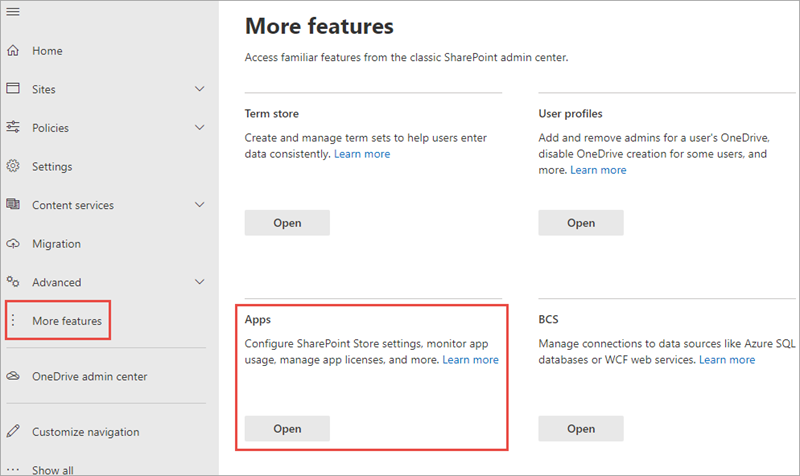 Home
Sites
Policies
Settings
Content services
Migration
Advanced
More features
OneDrive admin center
Customize navigation
Show all
More features
Access familiar features from the classic SharePoint admin center.
Term store
Create and manage term sets to help users enter
data consistently. Learn more
Open
User profiles
Add and remove admins for a user's OneDrive,
disable OneDrive creation for some users, and
more. Learn more
Open
Apps
Configure SharePoint Store settings, monitor app
usage, manage app licenses, and more. Learn more
Open
BCS
Manage connections to data sources like Azure SQL
databases or WCF web services. Learn more
Open